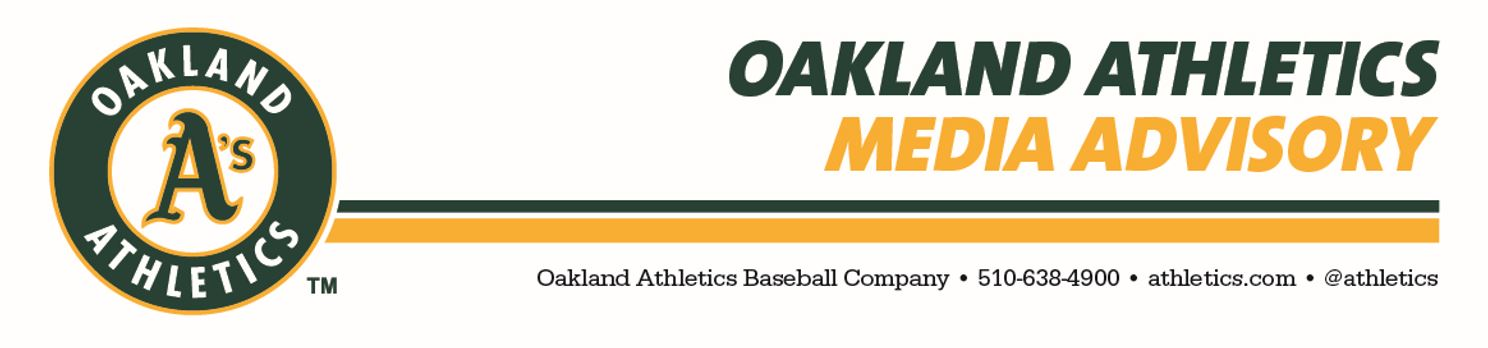 OAKLAND
A's
ATHLETICS
TM
OAKLAND ATHLETICS
MEDIA ADVISORY
Oakland Athletics Baseball Company • 510-638-4900 • athletics.com • @athletics